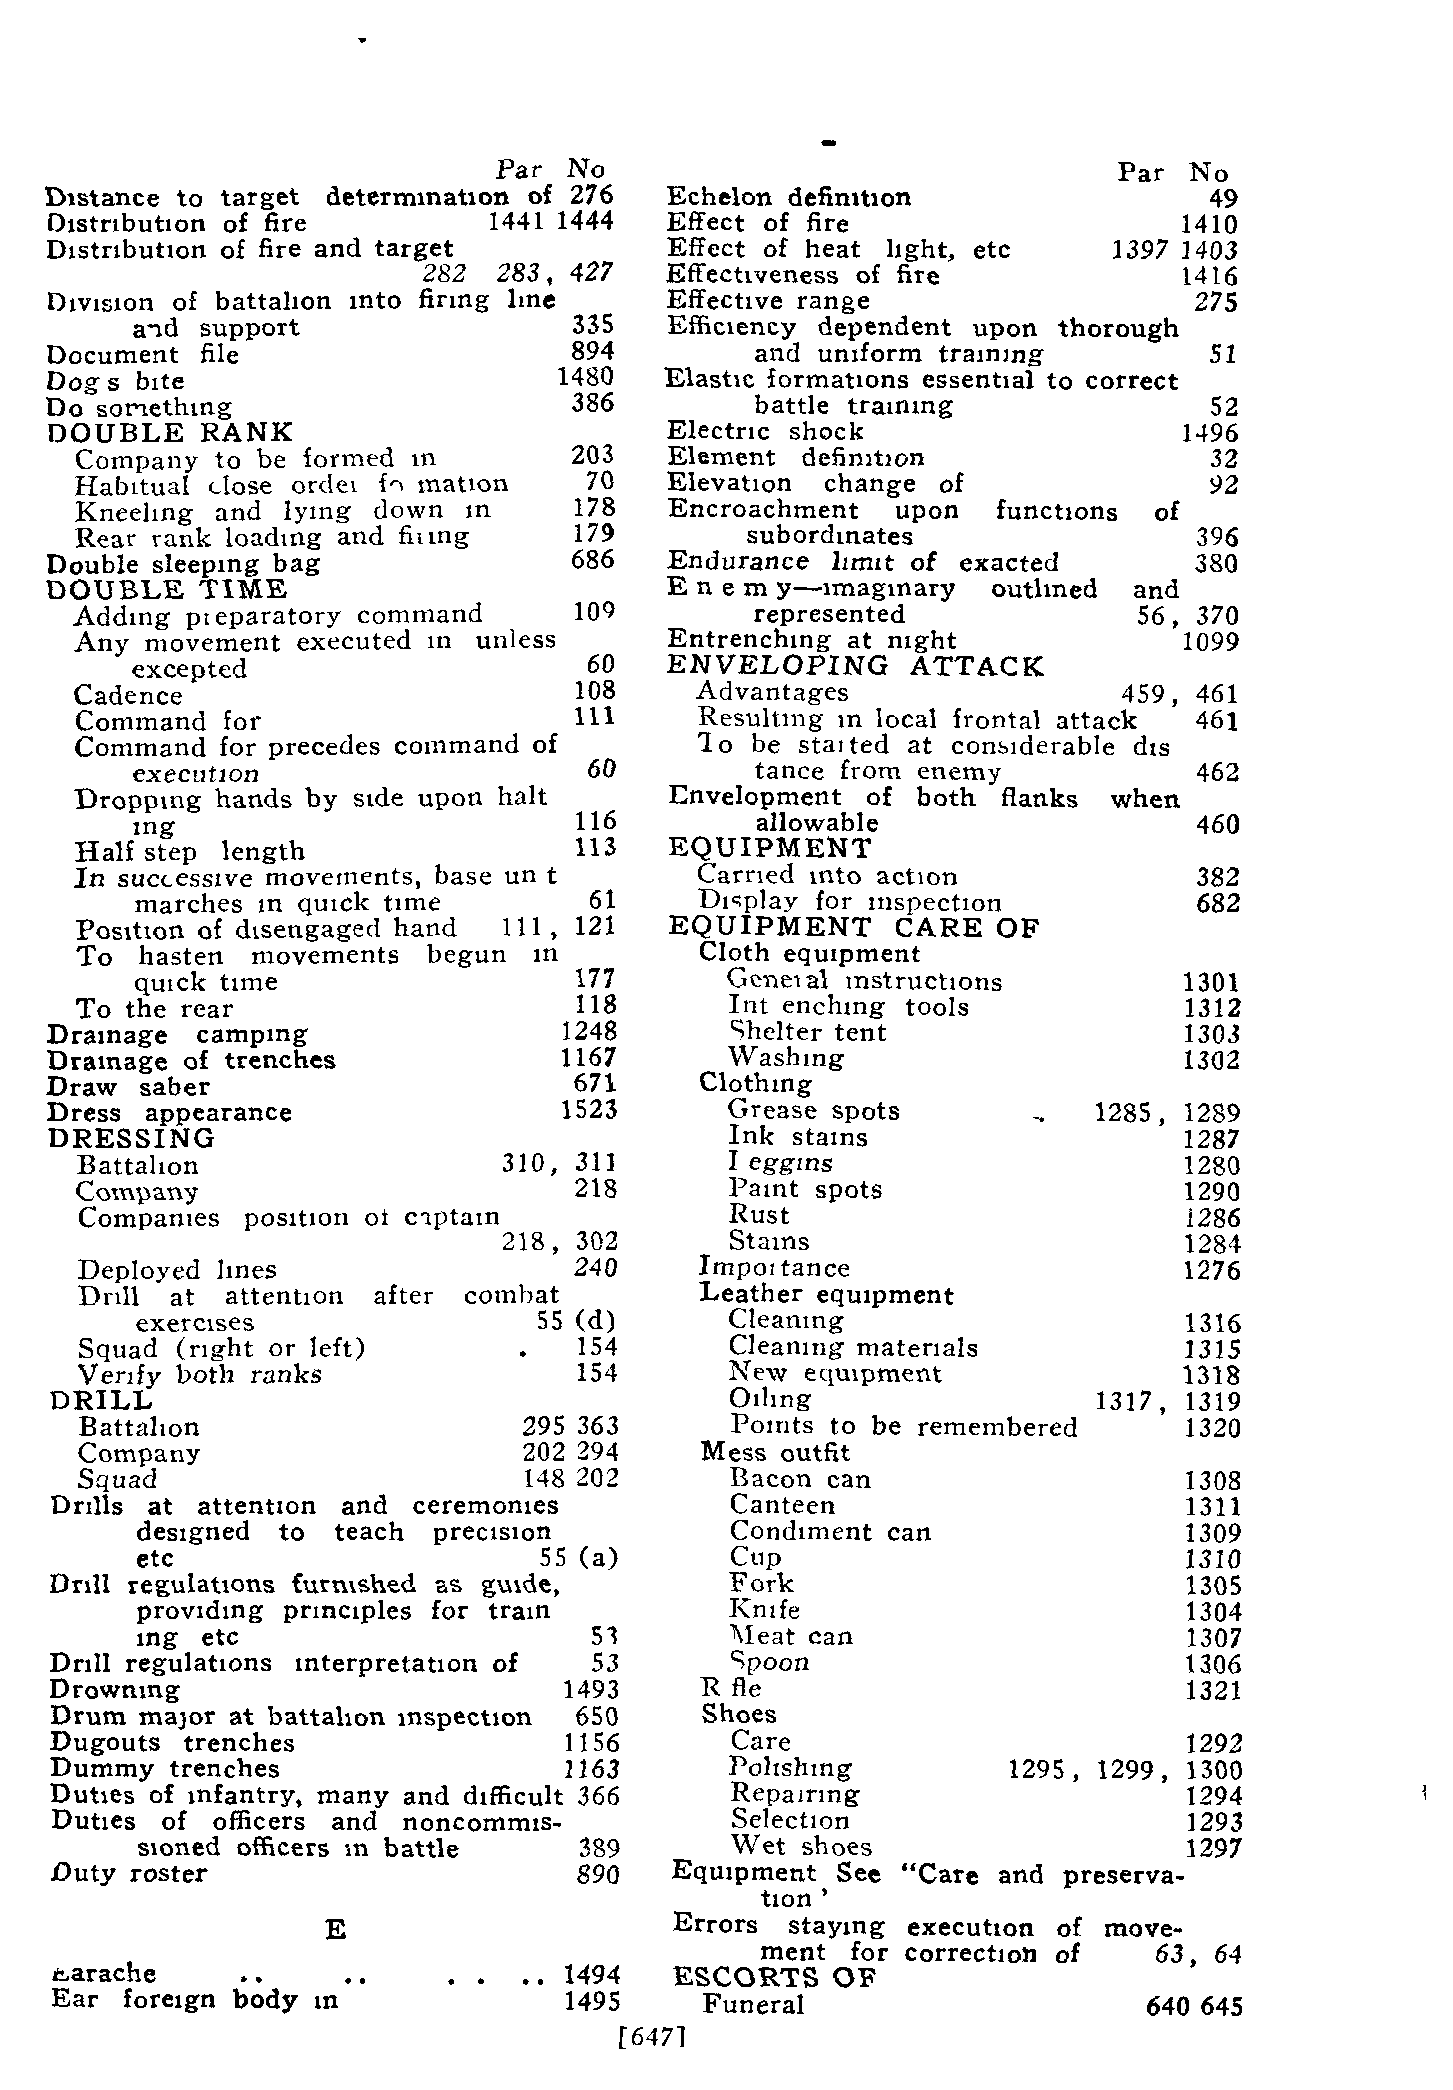 Par No
Distance to target determination of 276
Distribution of fire 1441 1444
Distribution of fire and target
282 283, 427
Division of battalion into firing line
and support 335
Document file 894
Dog s bite 1480
Do something 386
DOUBLE RANK
Company to be formed in 203
Habitual close order fo mation 70
Kneeling and lying down in 178
Rear rank loading and firing 179
Double sleeping bag 686
DOUBLE TIME
Adding preparatory command 109
Any movement executed in unless
excepted 60
Cadence 108
Command for 111
Command for precedes command of
execution 60
Dropping hands by side upon halt
ing 116
Half step length 113
In successive movements, base un t
marches in quick time 61
Position of disengaged hand 111, 121
To hasten movements begun in
quick time 177
To the rear 118
Drainage camping 1248
Drainage of trenches 1167
Draw saber 671
Dress appearance 1523
DRESSING
Battalion 310, 311
Company 218
Companies position of captain
218, 302
Deployed lines 240
Drill at attention after combat
exercises 55 (d)
Squad (right or left) . 154
Verify both ranks 154
DRILL
Battalion 295 363
Company 202 294
Squad 148 202
Drills at attention and ceremonies
designed to teach precision
etc 55 (a)
Drill regulations furnished as guide,
providing principles for train
ing etc 53
Drill regulations interpretation of 53
Drowning 1493
Drum major at battalion inspection 650
Dugouts trenches 1156
Dummy trenches 1163
Duties of infantry, many and difficult 366
Duties of officers and noncommis-
sioned officers in battle 389
Duty roster 890
E
Earache .. .. . . .. 1494
Ear foreign body in 1495
Par No
Echelon definition 49
Effect of fire 1410
Effect of heat light, etc 1397 1403
Effectiveness of fire 1416
Effective range 275
Efficiency dependent upon thorough
and uniform training 51
Elastic formations essential to correct
battle training 52
Electric shock 1496
Element definition 32
Elevation change of 92
Encroachment upon functions of
subordinates 396
Endurance limit of exacted 380
Enemy—imaginary outlined and
represented 56, 370
Entrenching at night 1099
ENVELOPING ATTACK
Advantages 459, 461
Resulting in local frontal attack 461
To be started at considerable dis
tance from enemy 462
Envelopment of both flanks when
allowable 460
EQUIPMENT
Carried into action 382
Display for inspection 682
EQUIPMENT CARE OF
Cloth equipment
General instructions 1301
Int enching tools 1312
Shelter tent 1303
Washing 1302
Clothing
Grease spots 1285, 1289
Ink stains 1287
Leggins 1280
Paint spots 1290
Rust 1286
Stains 1284
Importance 1276
Leather equipment
Cleaning 1316
Cleaning materials 1315
New equipment 1318
Oiling 1317, 1319
Points to be remembered 1320
Mess outfit
Bacon can 1308
Canteen 1311
Condiment can 1309
Cup 1310
Fork 1305
Knife 1304
Meat can 1307
Spoon 1306
R fle 1321
Shoes
Care 1292
Polishing 1295, 1299, 1300
Repairing 1294
Selection 1293
Wet shoes 1297
Equipment See “Care and preserva-
tion’
Errors staying execution of move-
ment for correction of 63, 64
ESCORTS OF
Funeral 640 645
[647]